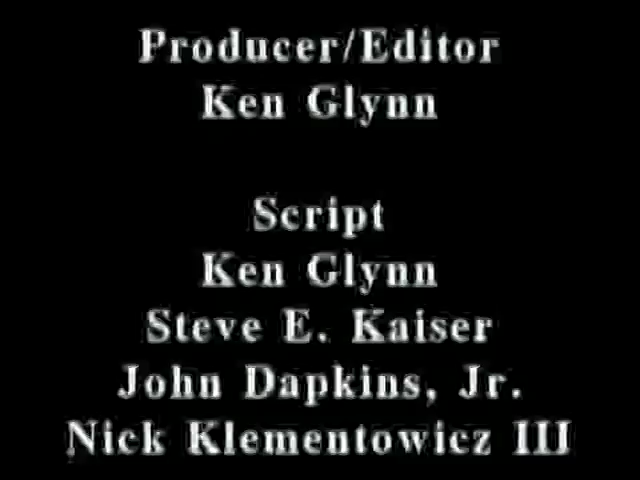 Producer/Editor
Ken Glynn
Script
Ken Glynn
Steve E. Kaiser
John Dapkins, Jr.
Nick Klementowicz III